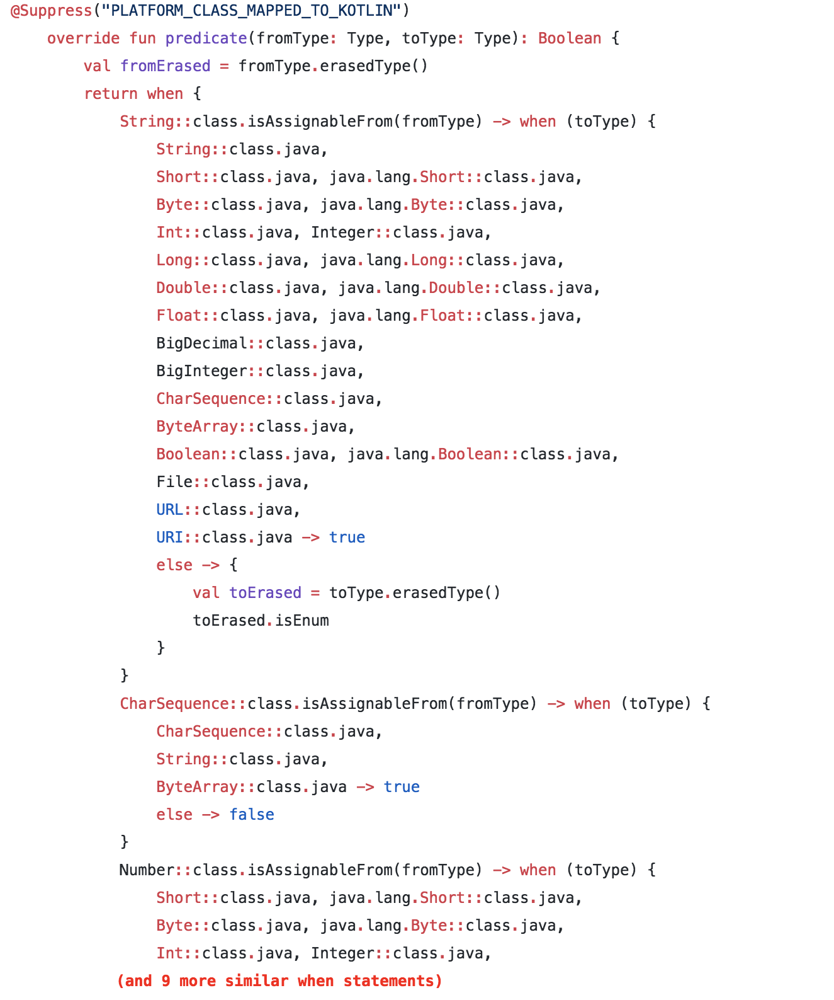 @Suppress("PLATFORM_CLASS_MAPPED_TO_KOTLIN")
    override fun predicate(fromType: Type, toType: Type): Boolean {
        val fromErased = fromType.erasedType()
        return when {
            String::class.isAssignableFrom(fromType) -> when (toType) {
                String::class.java,
                Short::class.java, java.lang.Short::class.java,
                Byte::class.java, java.lang.Byte::class.java,
                Int::class.java, Integer::class.java,
                Long::class.java, java.lang.Long::class.java,
                Double::class.java, java.lang.Double::class.java,
                Float::class.java, java.lang.Float::class.java,
                BigDecimal::class.java,
                BigInteger::class.java,
                CharSequence::class.java,
                ByteArray::class.java,
                Boolean::class.java, java.lang.Boolean::class.java,
                File::class.java,
                URL::class.java,
                URI::class.java -> true
                else -> {
                    val toErased = toType.erasedType()
                    toErased.isEnum
                }
            }
            CharSequence::class.isAssignableFrom(fromType) -> when (toType) {
                CharSequence::class.java,
                String::class.java,
                ByteArray::class.java -> true
                else -> false
            }
            Number::class.isAssignableFrom(fromType) -> when (toType) {
                Short::class.java, java.lang.Short::class.java,
                Byte::class.java, java.lang.Byte::class.java,
                Int::class.java, Integer::class.java,
            (and 9 more similar when statements)